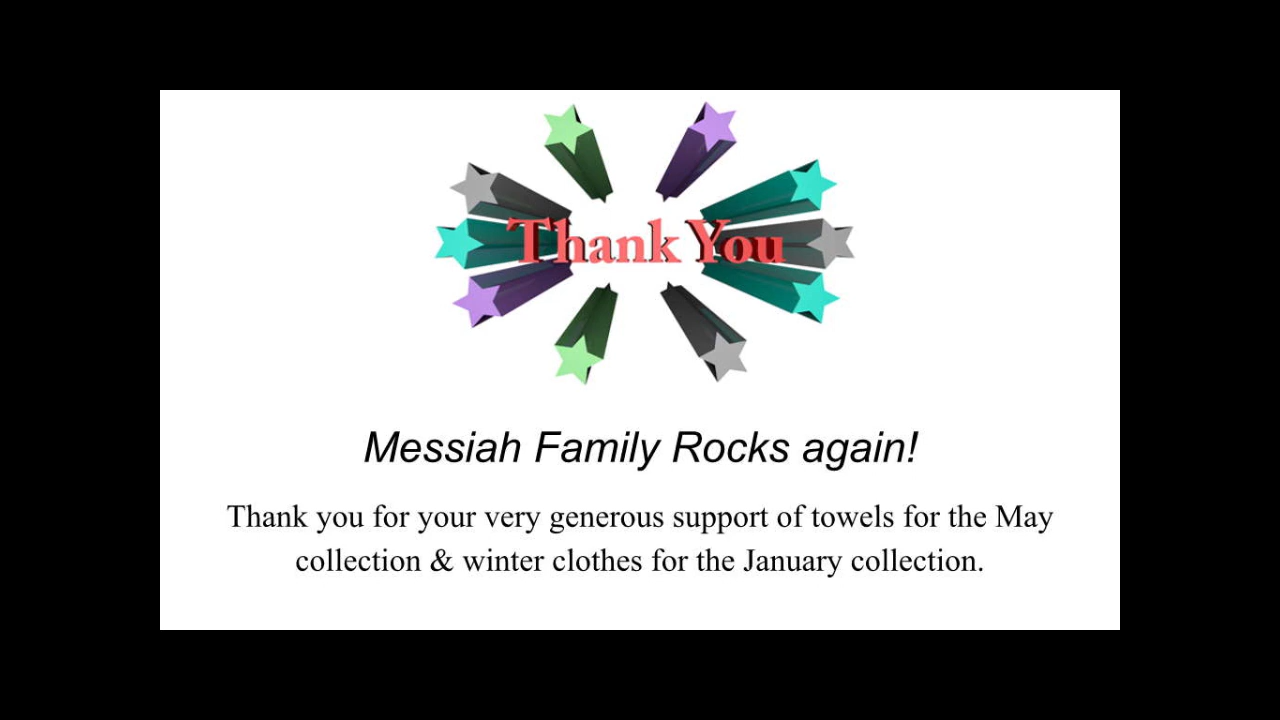 Thank You
Messiah Family Rocks again!
Thank you for your very generous support of towels for the May
collection & winter clothes for the January collection.